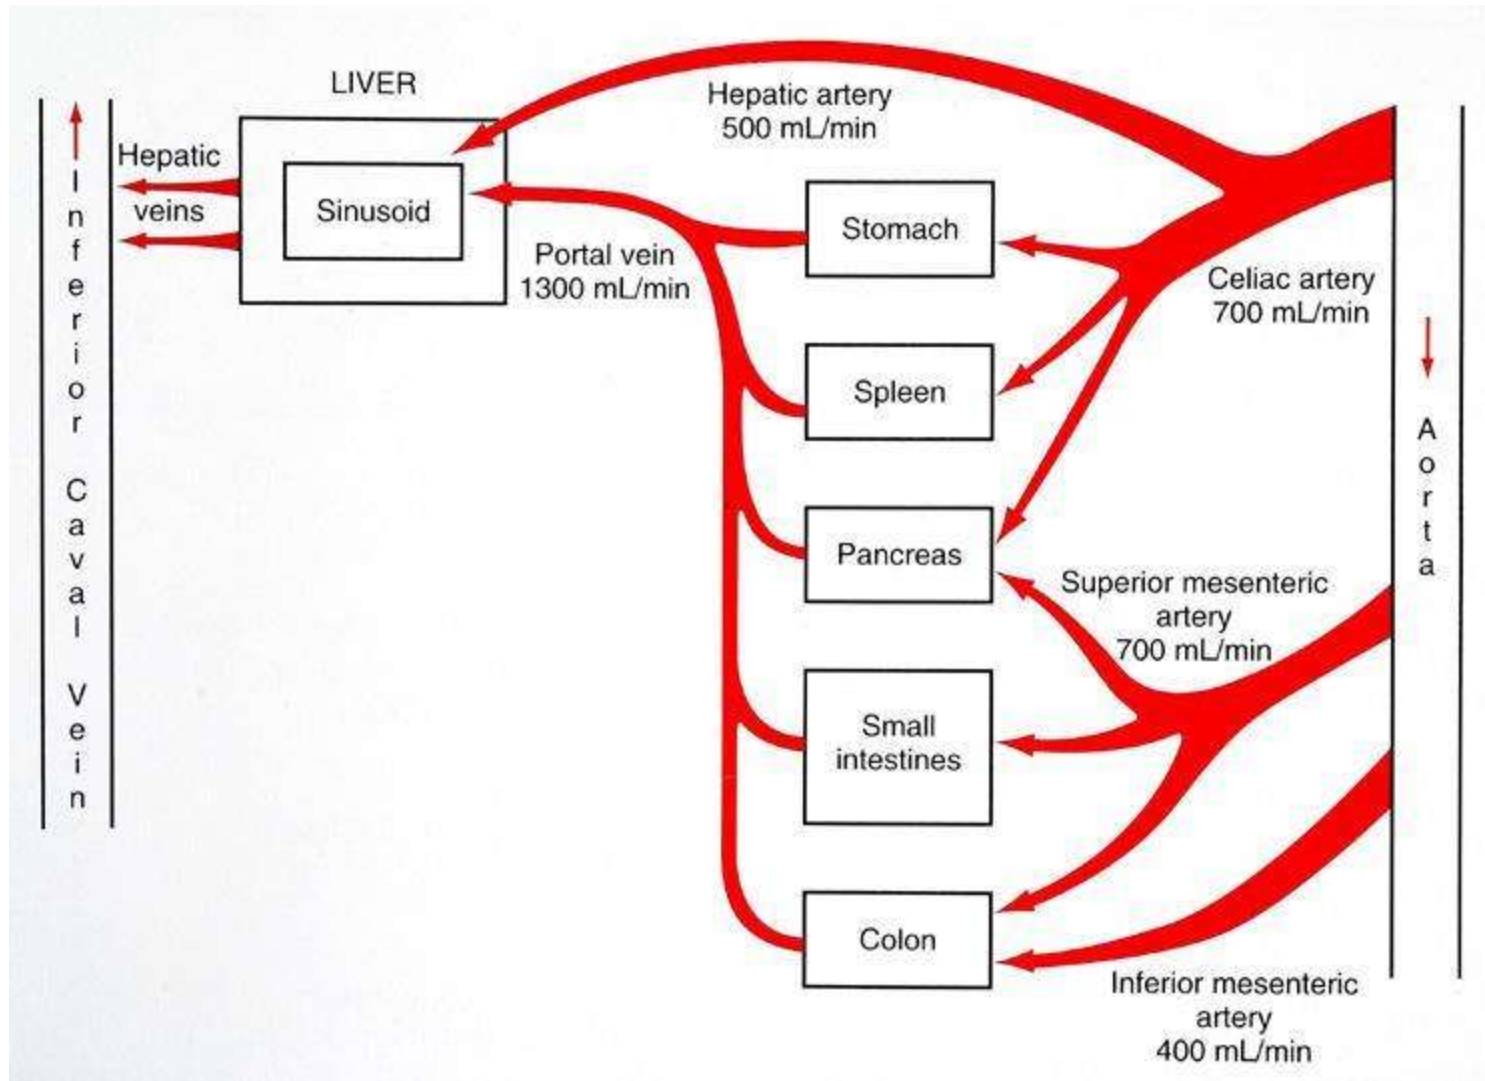 LIVER
Hepatic
veins
Sinusoid
Hepatic artery
500 mL/min
Portal vein
1300 mL/min
Stomach
Spleen
Pancreas
Small
intestines
Colon
Celiac artery
700 mL/min
Superior mesenteric
artery
700 mL/min
Inferior mesenteric
artery
400 mL/min
Inferior Caval Vein
Aorta